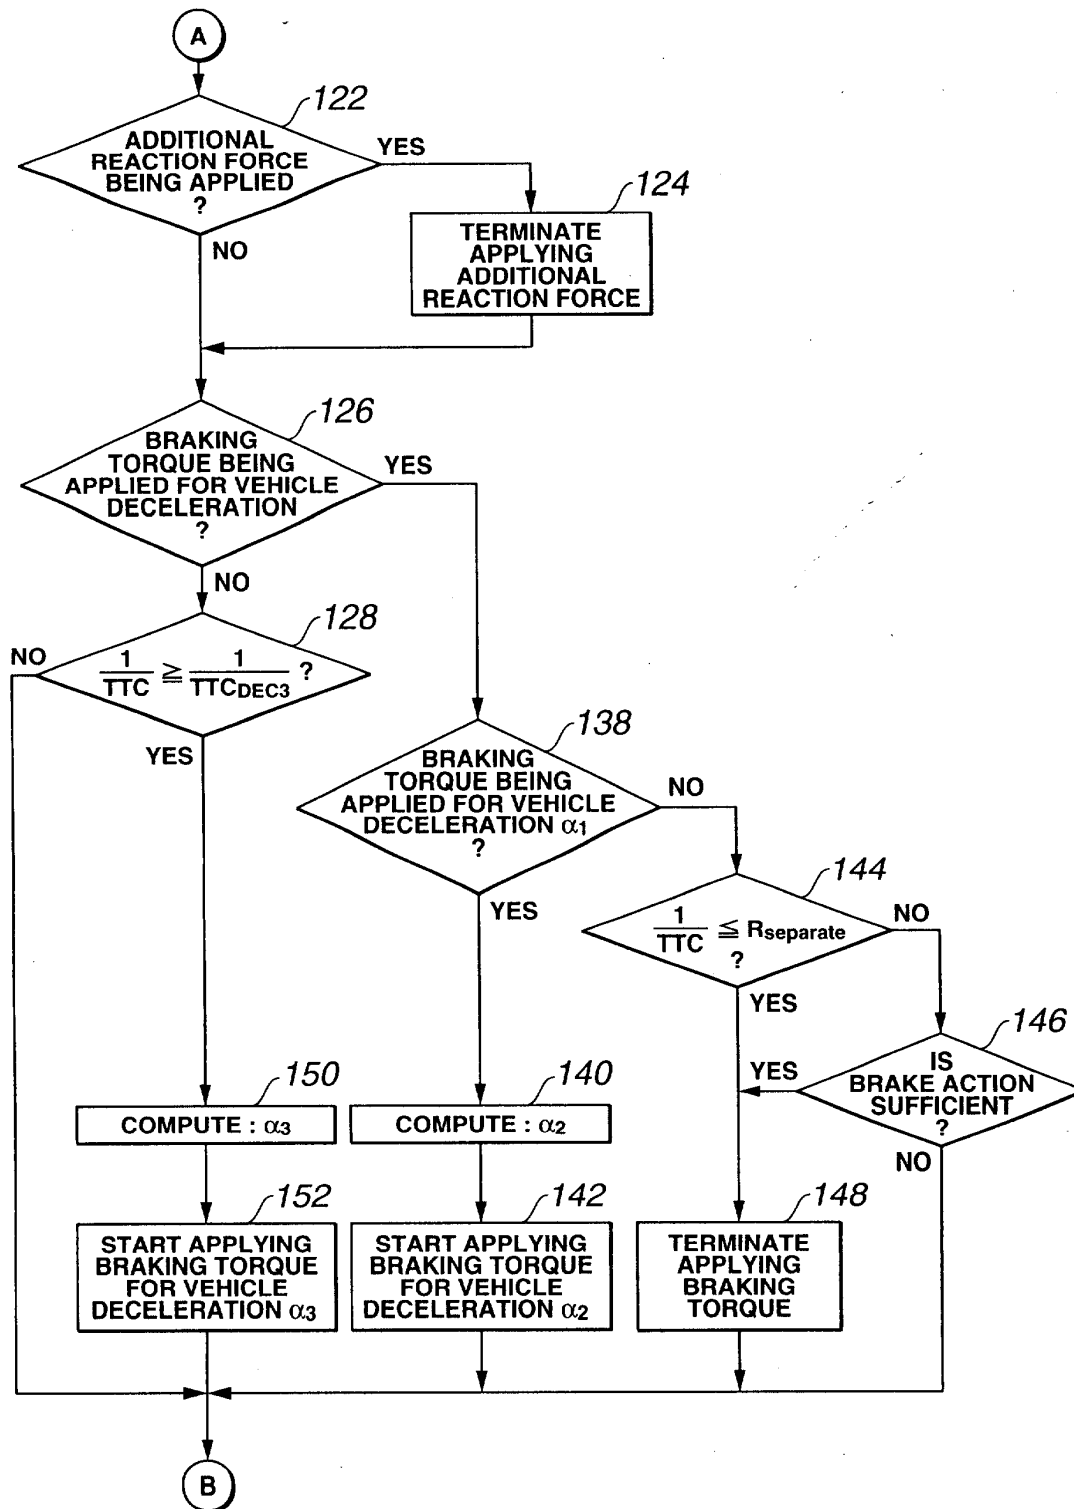 A
122
ADDITIONAL
REACTION FORCE
BEING APPLIED
?
YES
NO
124
TERMINATE
APPLYING
ADDITIONAL
REACTION FORCE
126
BRAKING
TORQUE BEING
APPLIED FOR VEHICLE
DECELERATION
?
YES
NO
128
1/TTC ≧ 1/TTCDEC3 ?
NO
YES
138
BRAKING
TORQUE BEING
APPLIED FOR VEHICLE
DECELERATION α1
?
NO
YES
144
1/TTC ≦ Rseparate
?
NO
YES
146
IS
BRAKE ACTION
SUFFICIENT
?
YES
NO
150
COMPUTE : α3
140
COMPUTE : α2
152
START APPLYING
BRAKING TORQUE
FOR VEHICLE
DECELERATION α3
142
START APPLYING
BRAKING TORQUE
FOR VEHICLE
DECELERATION α2
148
TERMINATE
APPLYING
BRAKING
TORQUE
B